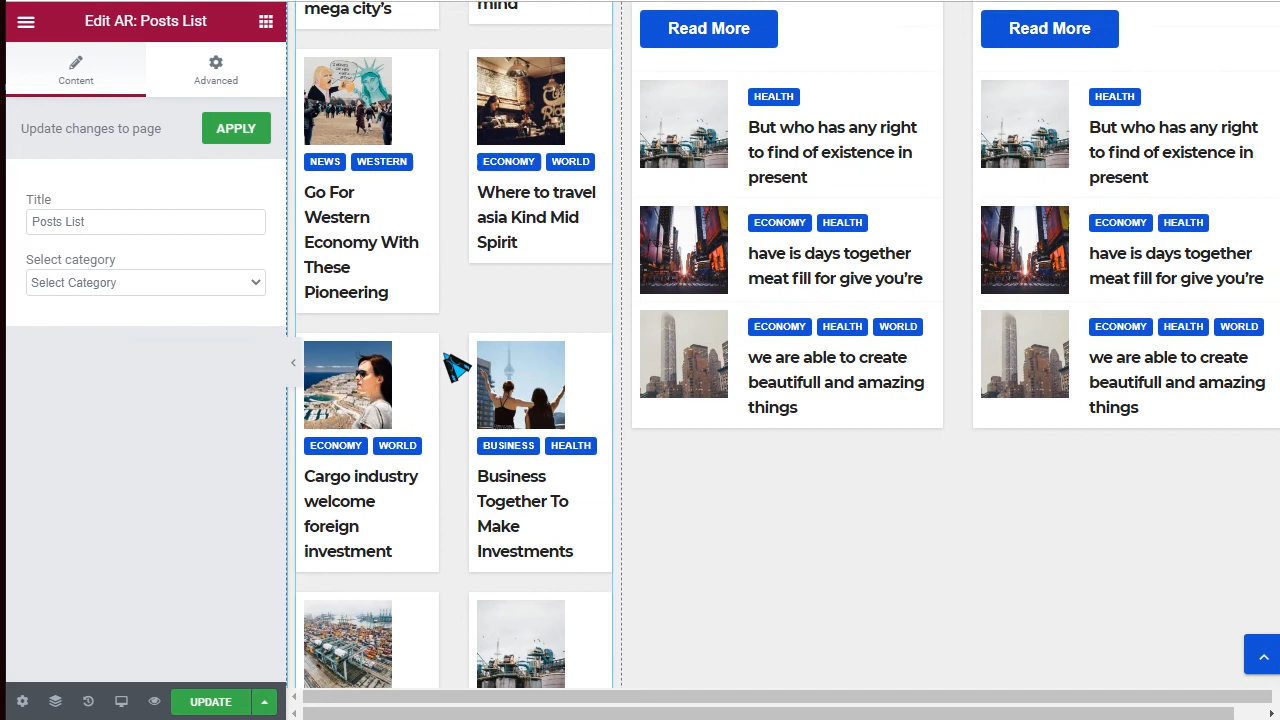 Edit AR: Posts List
Content
Advanced
Update changes to page
APPLY
Title
Posts List
Select category
Select Category
UPDATE
mega city's
mind
NEWS WESTERN
Go For
Western
Economy With
These
Pioneering
ECONOMY WORLD
Where to travel
asia Kind Mid
Spirit
ECONOMY WORLD
Cargo industry
welcome
foreign
investment
BUSINESS HEALTH
Business
Together To
Make
Investments
Read More
HEALTH
But who has any right
to find of existence in
present
ECONOMY HEALTH
have is days together
meat fill for give you're
ECONOMY HEALTH WORLD
we are able to create
beautifull and amazing
things
Read More
HEALTH
But who has any right
to find of existence in
present
ECONOMY HEALTH
have is days together
meat fill for give you're
ECONOMY HEALTH WORLD
we are able to create
beautifull and amazing
things